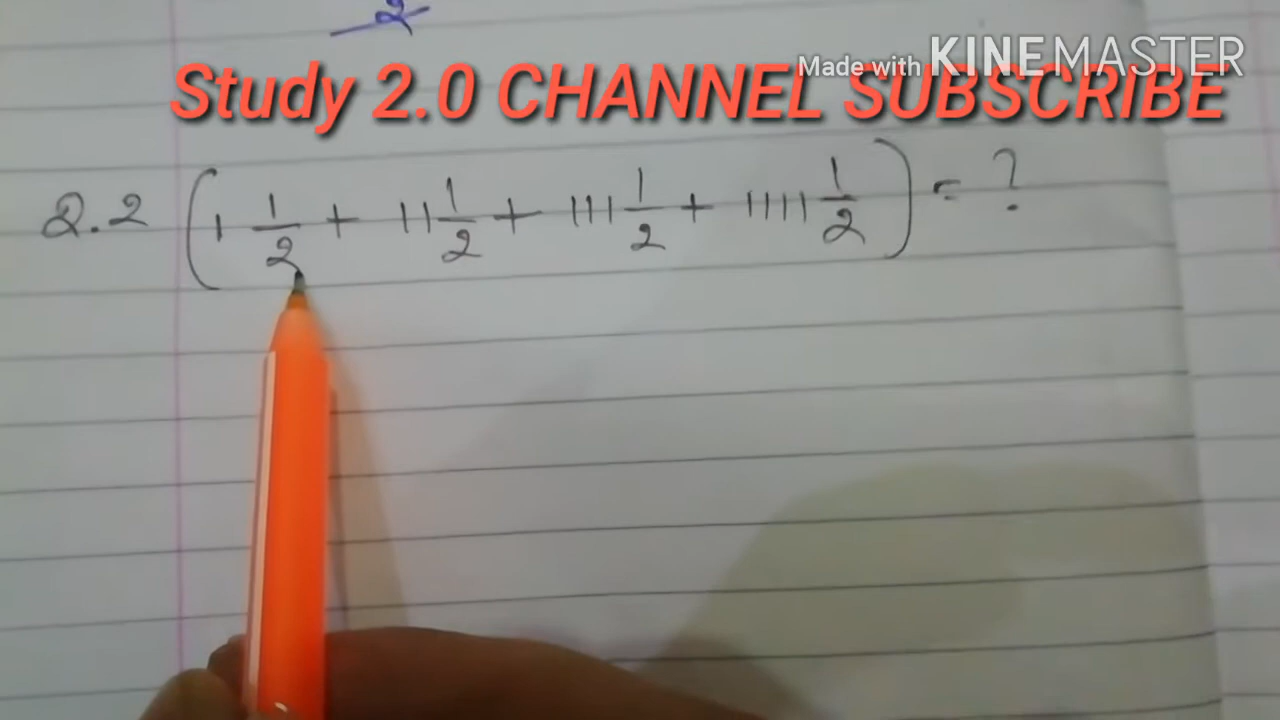 2
Made with KINEMASTER
Study 2.0 CHANNEL SUBSCRIBE
Q.2 (1 1/2 + 11 1/2 + 1111 1/2 + 1111 1/2) = ?